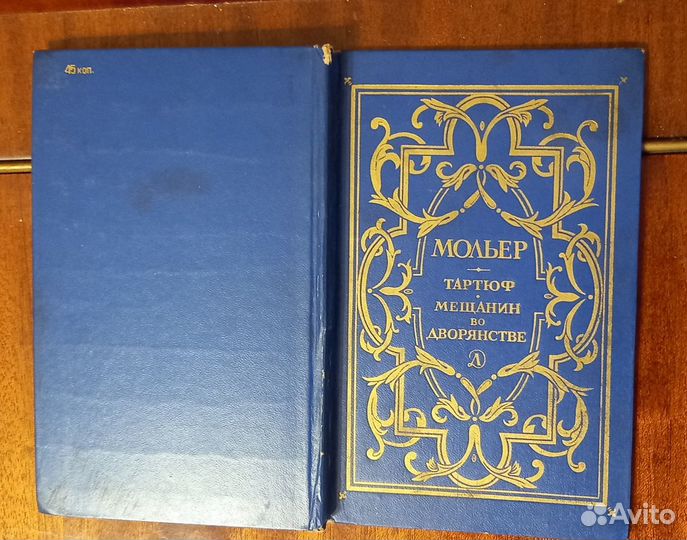 45 коп.
МОЛЬЕР
ТАРТЮФ
МЕЩАНИН
ВО
ДВОРЯНСТВЕ
Д
Avito